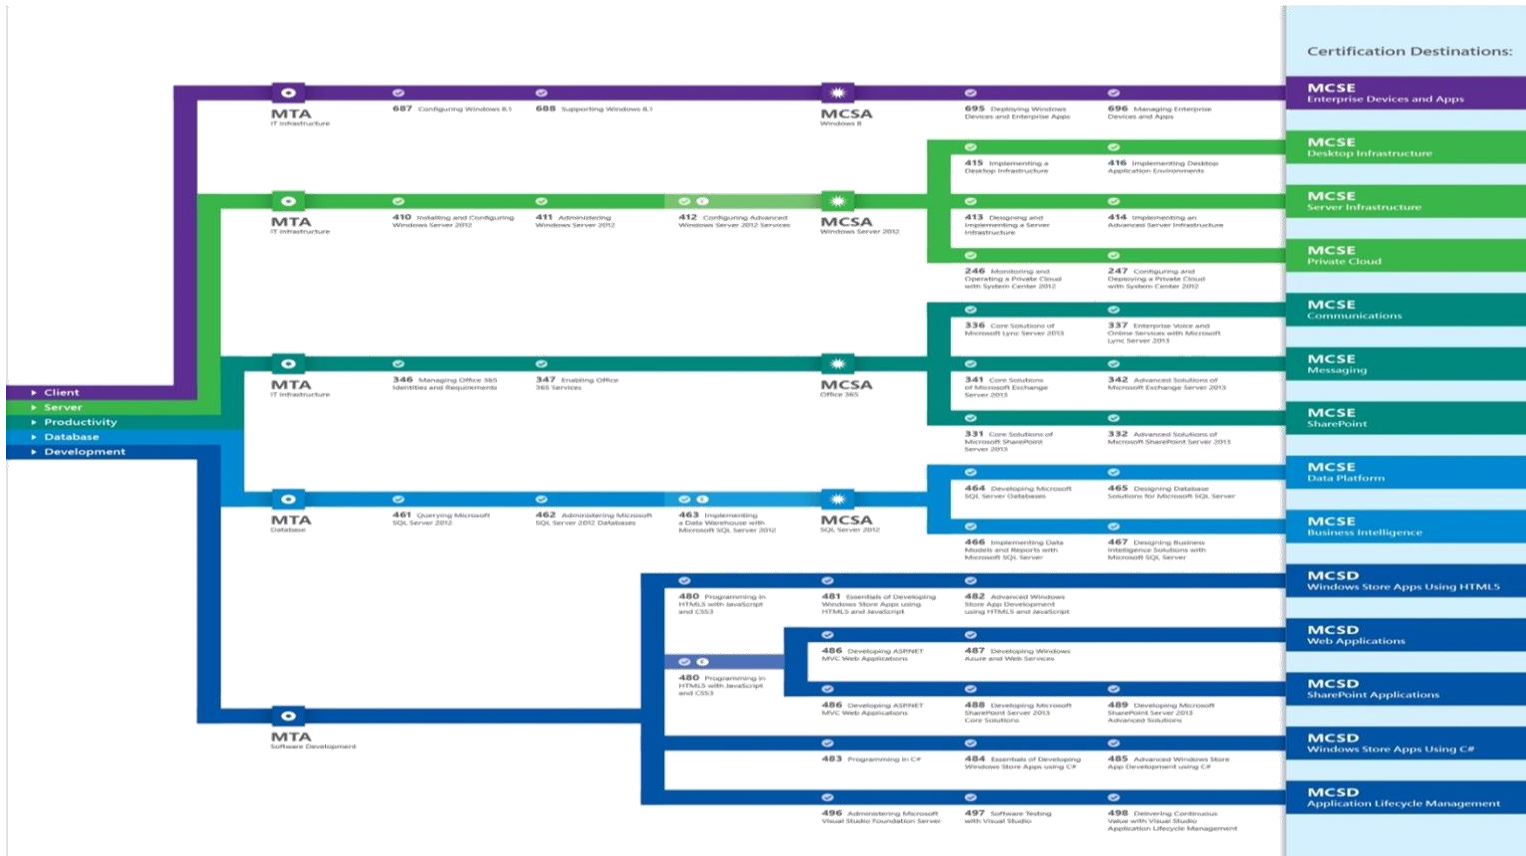 Certification Destinations:
MCSE
Enterprise Devices and Apps
MTA
IT Infrastructure
687 Configuring Windows 8.1
688 Supporting Windows 8.1
MCSA
Windows 8
695 Deploying Windows
Devices and Enterprise Apps
696 Managing Enterprise
Devices and Apps
MCSE
Desktop Infrastructure
415 Implementing a
Desktop Infrastructure
416 Implementing Desktop
Application Environments
MCSE
Server Infrastructure
MTA
IT Infrastructure
410 Installing and Configuring
Windows Server 2012
411 Administering
Windows Server 2012
412 Configuring Advanced
Windows Server 2012 Services
MCSA
Windows Server 2012
413 Designing and
Implementing a Server
Infrastructure
414 Implementing an
Advanced Server Infrastructure
MCSE
Private Cloud
246 Monitoring and
Operating a Private Cloud
with System Center 2012
247 Configuring and
Deploying a Private Cloud
with System Center 2012
MCSE
Communications
336 Core Solutions of
Microsoft Lync Server 2013
337 Enterprise Voice and
Online Services with Microsoft
Lync Server 2013
MCSE
Messaging
MTA
IT Infrastructure
346 Managing Office 365
Identities and Requirements
347 Enabling Office
365 Services
MCSA
Office 365
341 Core Solutions
of Microsoft Exchange
Server 2013
342 Advanced Solutions of
Microsoft Exchange Server 2013
Client
Server
Productivity
Database
Development
MCSE
SharePoint
331 Core Solutions of
Microsoft SharePoint
Server 2013
332 Advanced Solutions of
Microsoft SharePoint Server 2013
MCSE
Data Platform
464 Developing Microsoft
SQL Server Databases
465 Designing Database
Solutions for Microsoft SQL Server
MTA
Database
461 Querying Microsoft
SQL Server 2012
462 Administering Microsoft
SQL Server 2012 Databases
463 Implementing
a Data Warehouse with
Microsoft SQL Server 2012
MCSA
SQL Server 2012
MCSE
Business Intelligence
466 Implementing Data
Models and Reports with
Microsoft SQL Server
467 Designing Business
Intelligence Solutions with
Microsoft SQL Server
MCSD
Windows Store Apps Using HTML5
480 Programming in
HTML5 with JavaScript
and CSS3
481 Essentials of Developing
Windows Store Apps using
HTML5 and JavaScript
482 Advanced Windows
Store App Development
using HTML5 and JavaScript
MCSD
Web Applications
486 Developing ASP.NET
MVC Web Applications
487 Developing Windows
Azure and Web Services
480 Programming in
HTML5 with JavaScript
and CSS3
MCSD
SharePoint Applications
486 Developing ASP.NET
MVC Web Applications
488 Developing Microsoft
SharePoint Server 2013
Core Solutions
489 Developing Microsoft
SharePoint Server 2013
Advanced Solutions
MTA
Software Development
MCSD
Windows Store Apps Using C#
483 Programming in C#
484 Essentials of Developing
Windows Store Apps using C#
485 Advanced Windows Store
App Development using C#
MCSD
Application Lifecycle Management
496 Administering Microsoft
Visual Studio Foundation Server
497 Software Testing
with Visual Studio
498 Delivering Continuous
Value with Visual Studio
Application Lifecycle Management